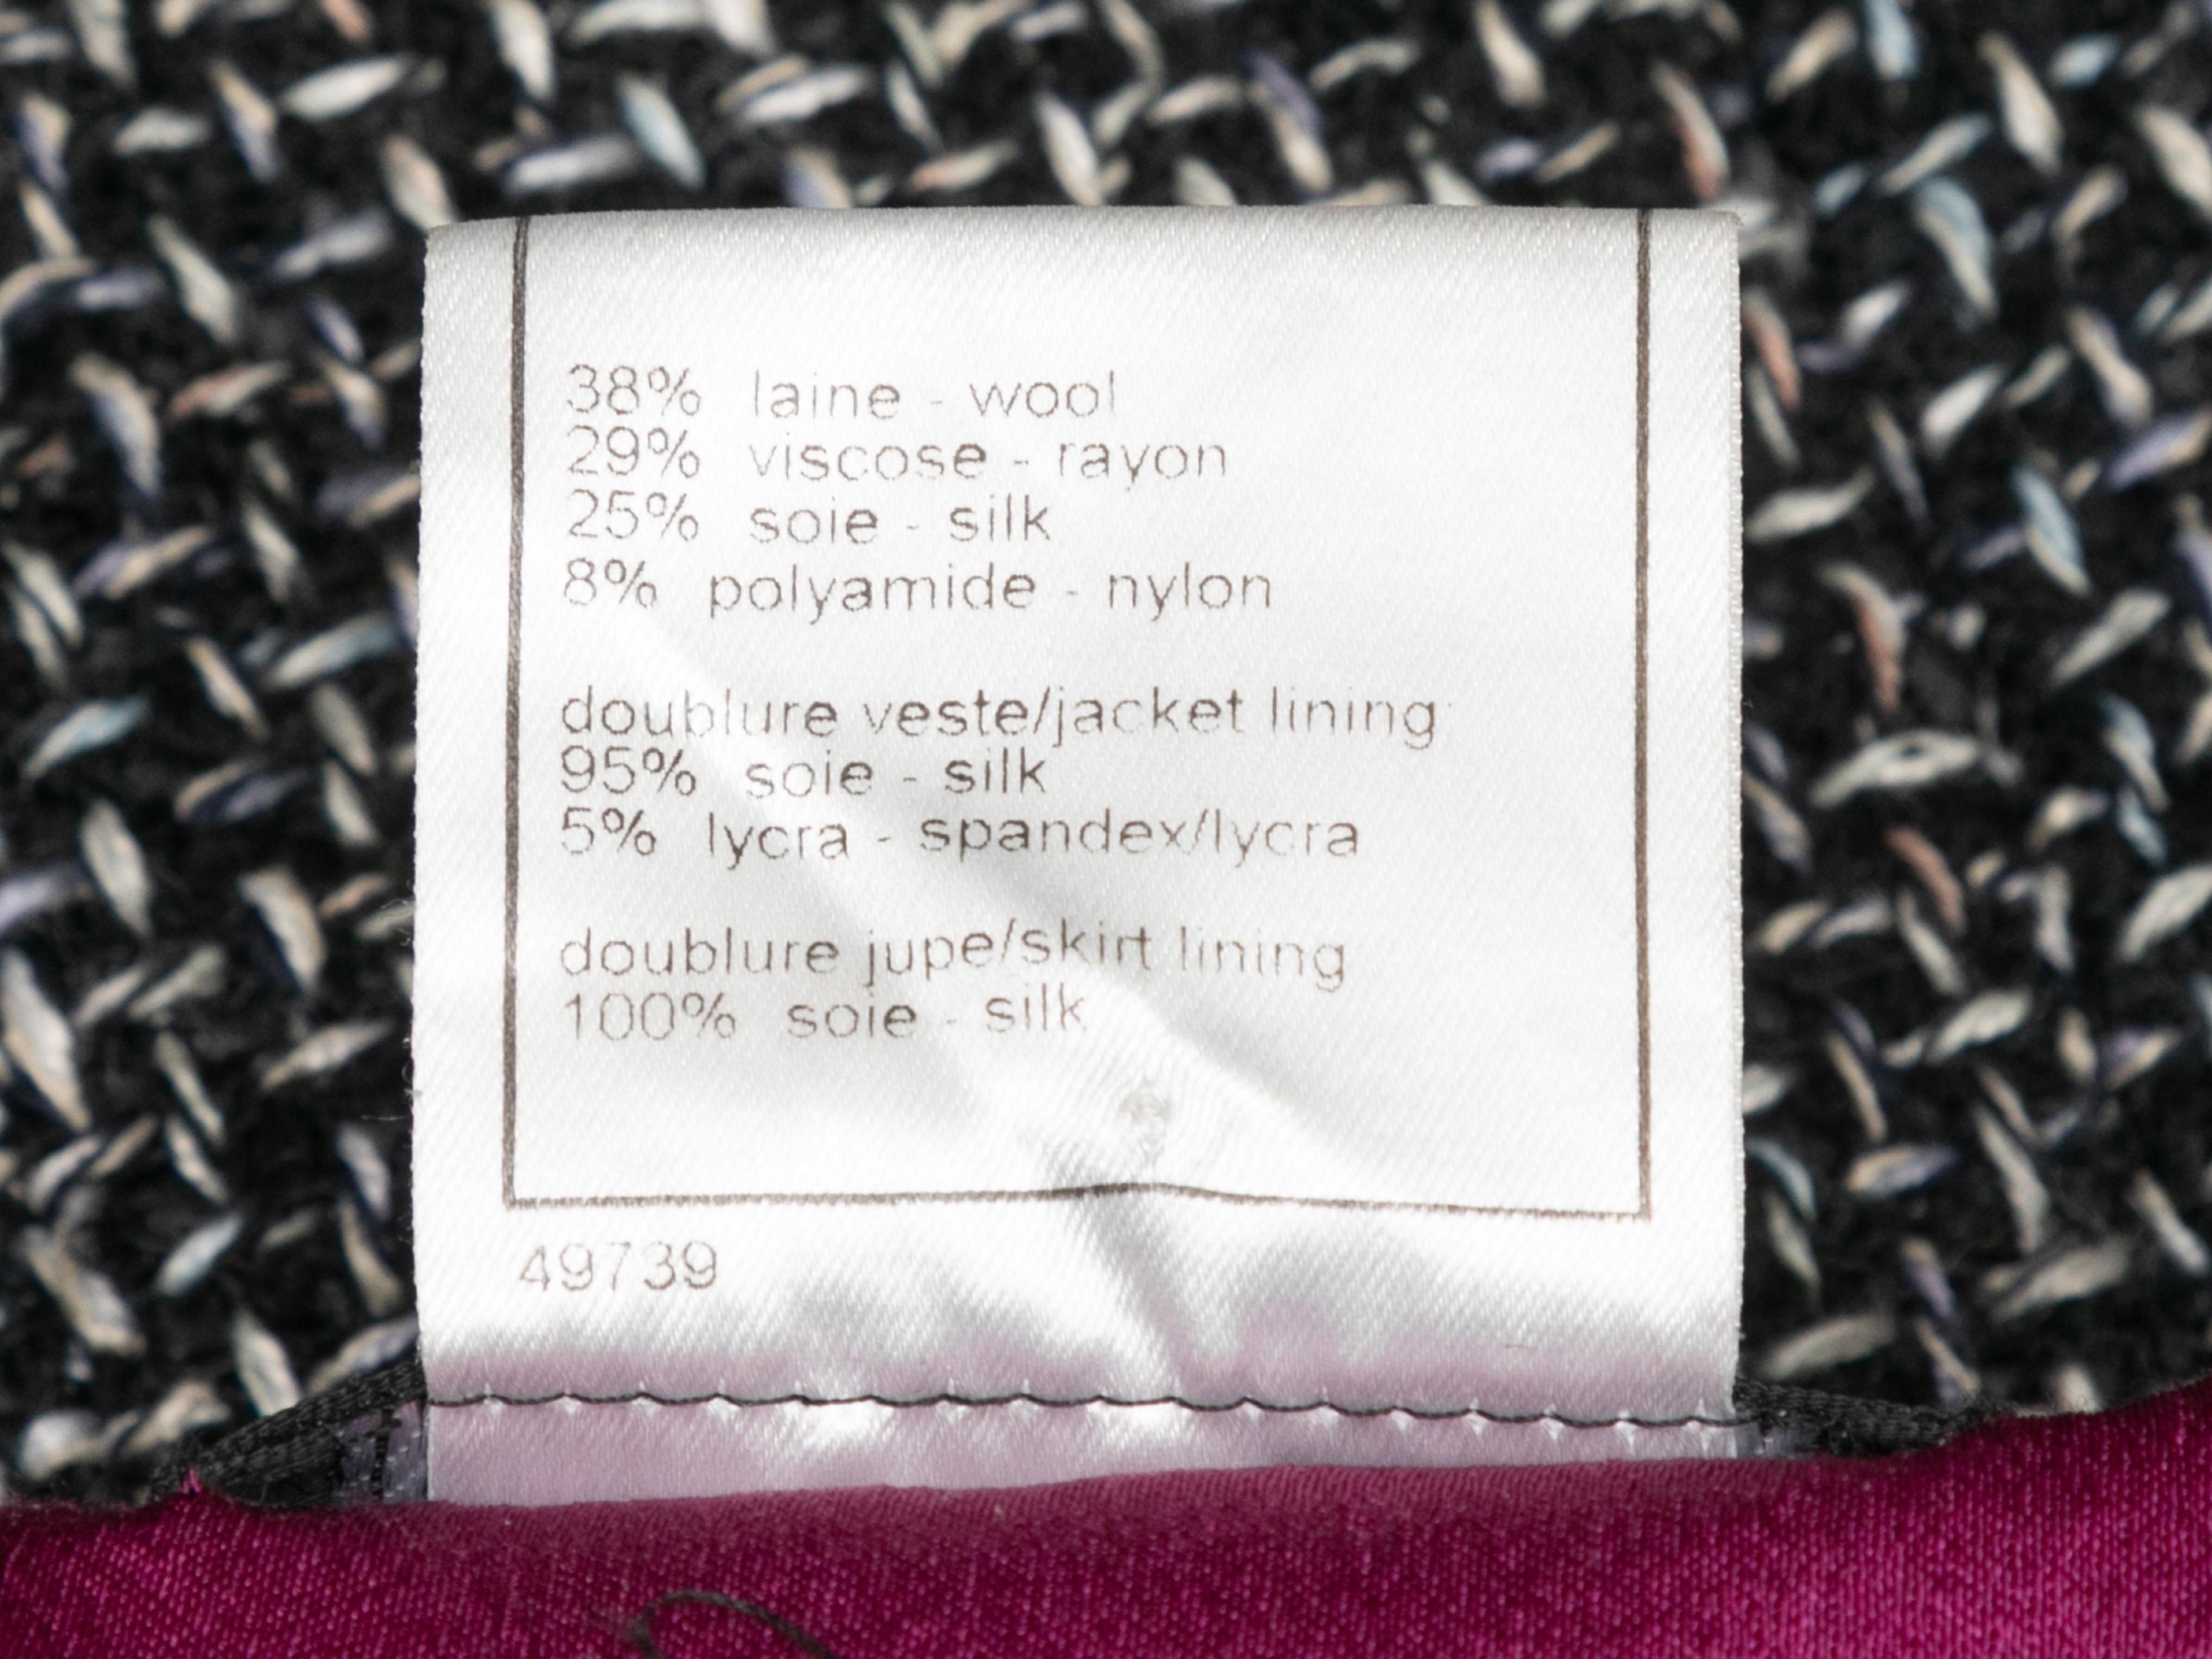 38% laine - wool
29% viscose - rayon
25% soie - silk
8% polyamide - nylon
doublure veste/jacket lining
95% soie - silk
5% lycra - spandex/lycra
doublure jupe/skirt lining
100% soie - silk
49739